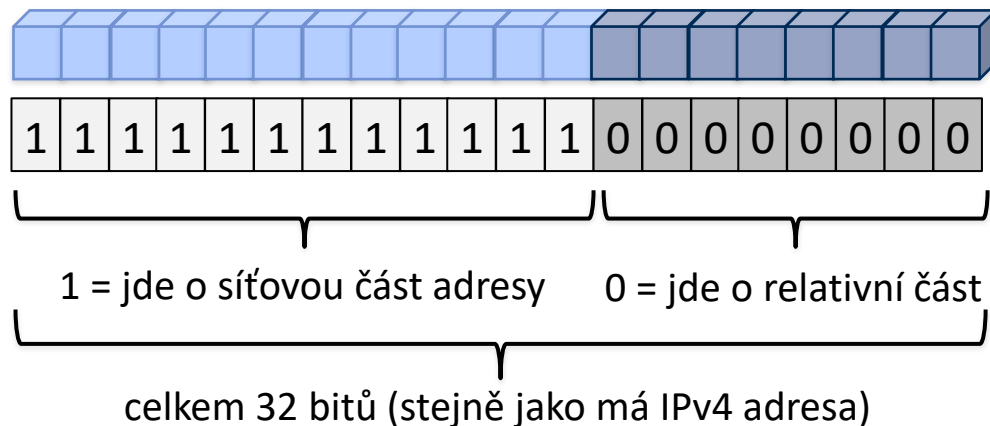 1 1 1 1 1 1 1 1 1 1 1 1 0 0 0 0 0 0 0 0
1 = jde o síťovou část adresy 0 = jde o relativní část
celkem 32 bitů (stejně jako má IPv4 adresa)